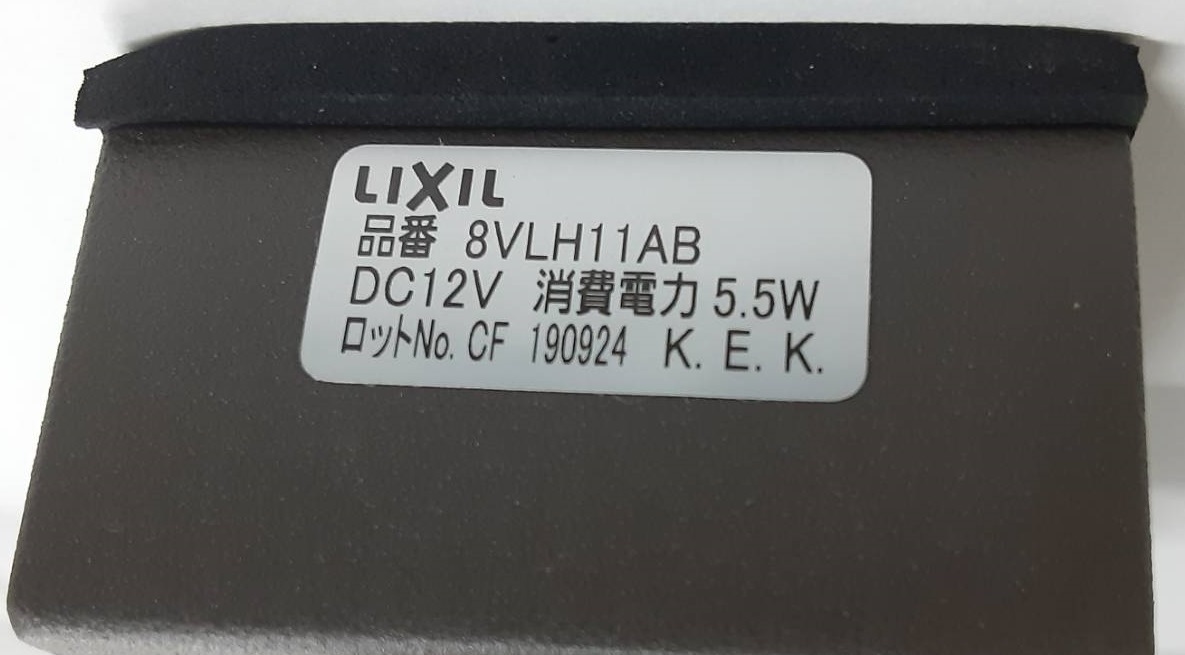 LIXIL
品番 8VLH11AB
DC12V 消費電力 5.5W
ロットNo. CF 190924 K. E. K.